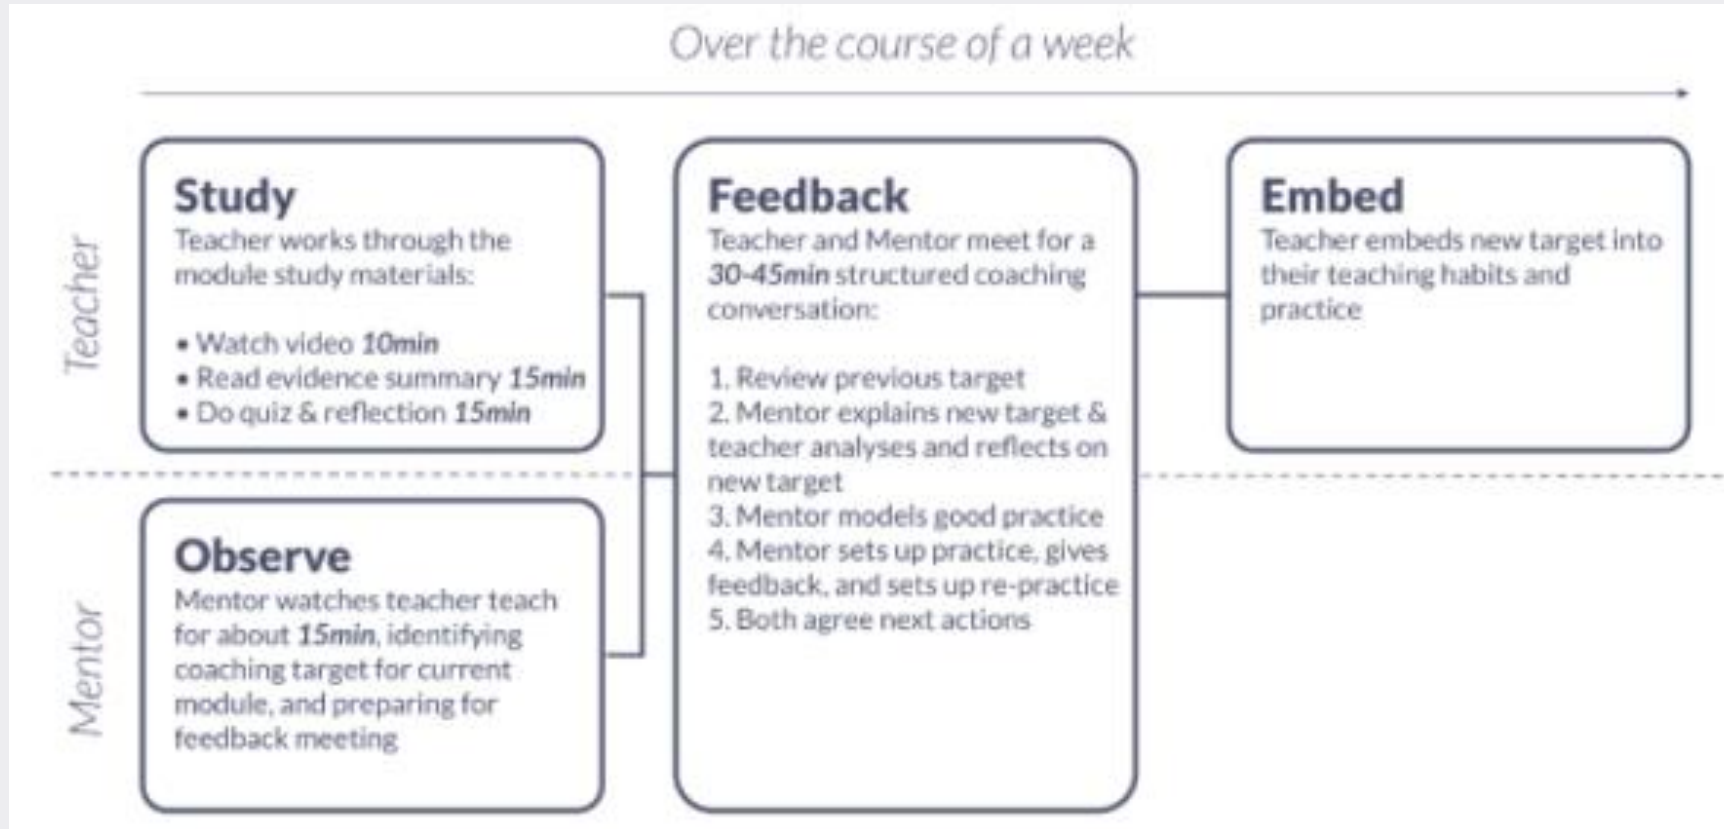 Over the course of a week
Teacher
Study
Teacher works through the
module study materials:
• Watch video 10min
• Read evidence summary 15min
• Do quiz & reflection 15min
Mentor
Observe
Mentor watches teacher teach
for about 15min, identifying
coaching target for current
module, and preparing for
feedback meeting
Feedback
Teacher and Mentor meet for a
30-45min structured coaching
conversation:
1. Review previous target
2. Mentor explains new target &
teacher analyses and reflects on
new target
3. Mentor models good practice
4. Mentor sets up practice, gives
feedback, and sets up re-practice
5. Both agree next actions
Embed
Teacher embeds new target into
their teaching habits and
practice